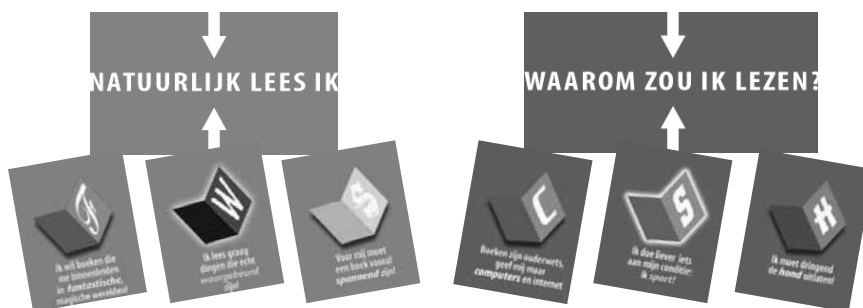 NATUURLIJK LEES IK
WAAROM ZOU IK LEZEN?
F
Ik wil boeken die
me binnenleiden
in fantastische,
magische werelden!
W
Ik lees graag
dingen die echt
waargebeurd
zijn!
S
Voor mij moet
een boek vooral
spannend zijn!
C
Boeken zijn ouderwets,
geef mij maar
computers en internet
S
Ik doe liever iets
aan mijn conditie:
ik sport!
H
Ik moet dringend
de hond uitlaten!